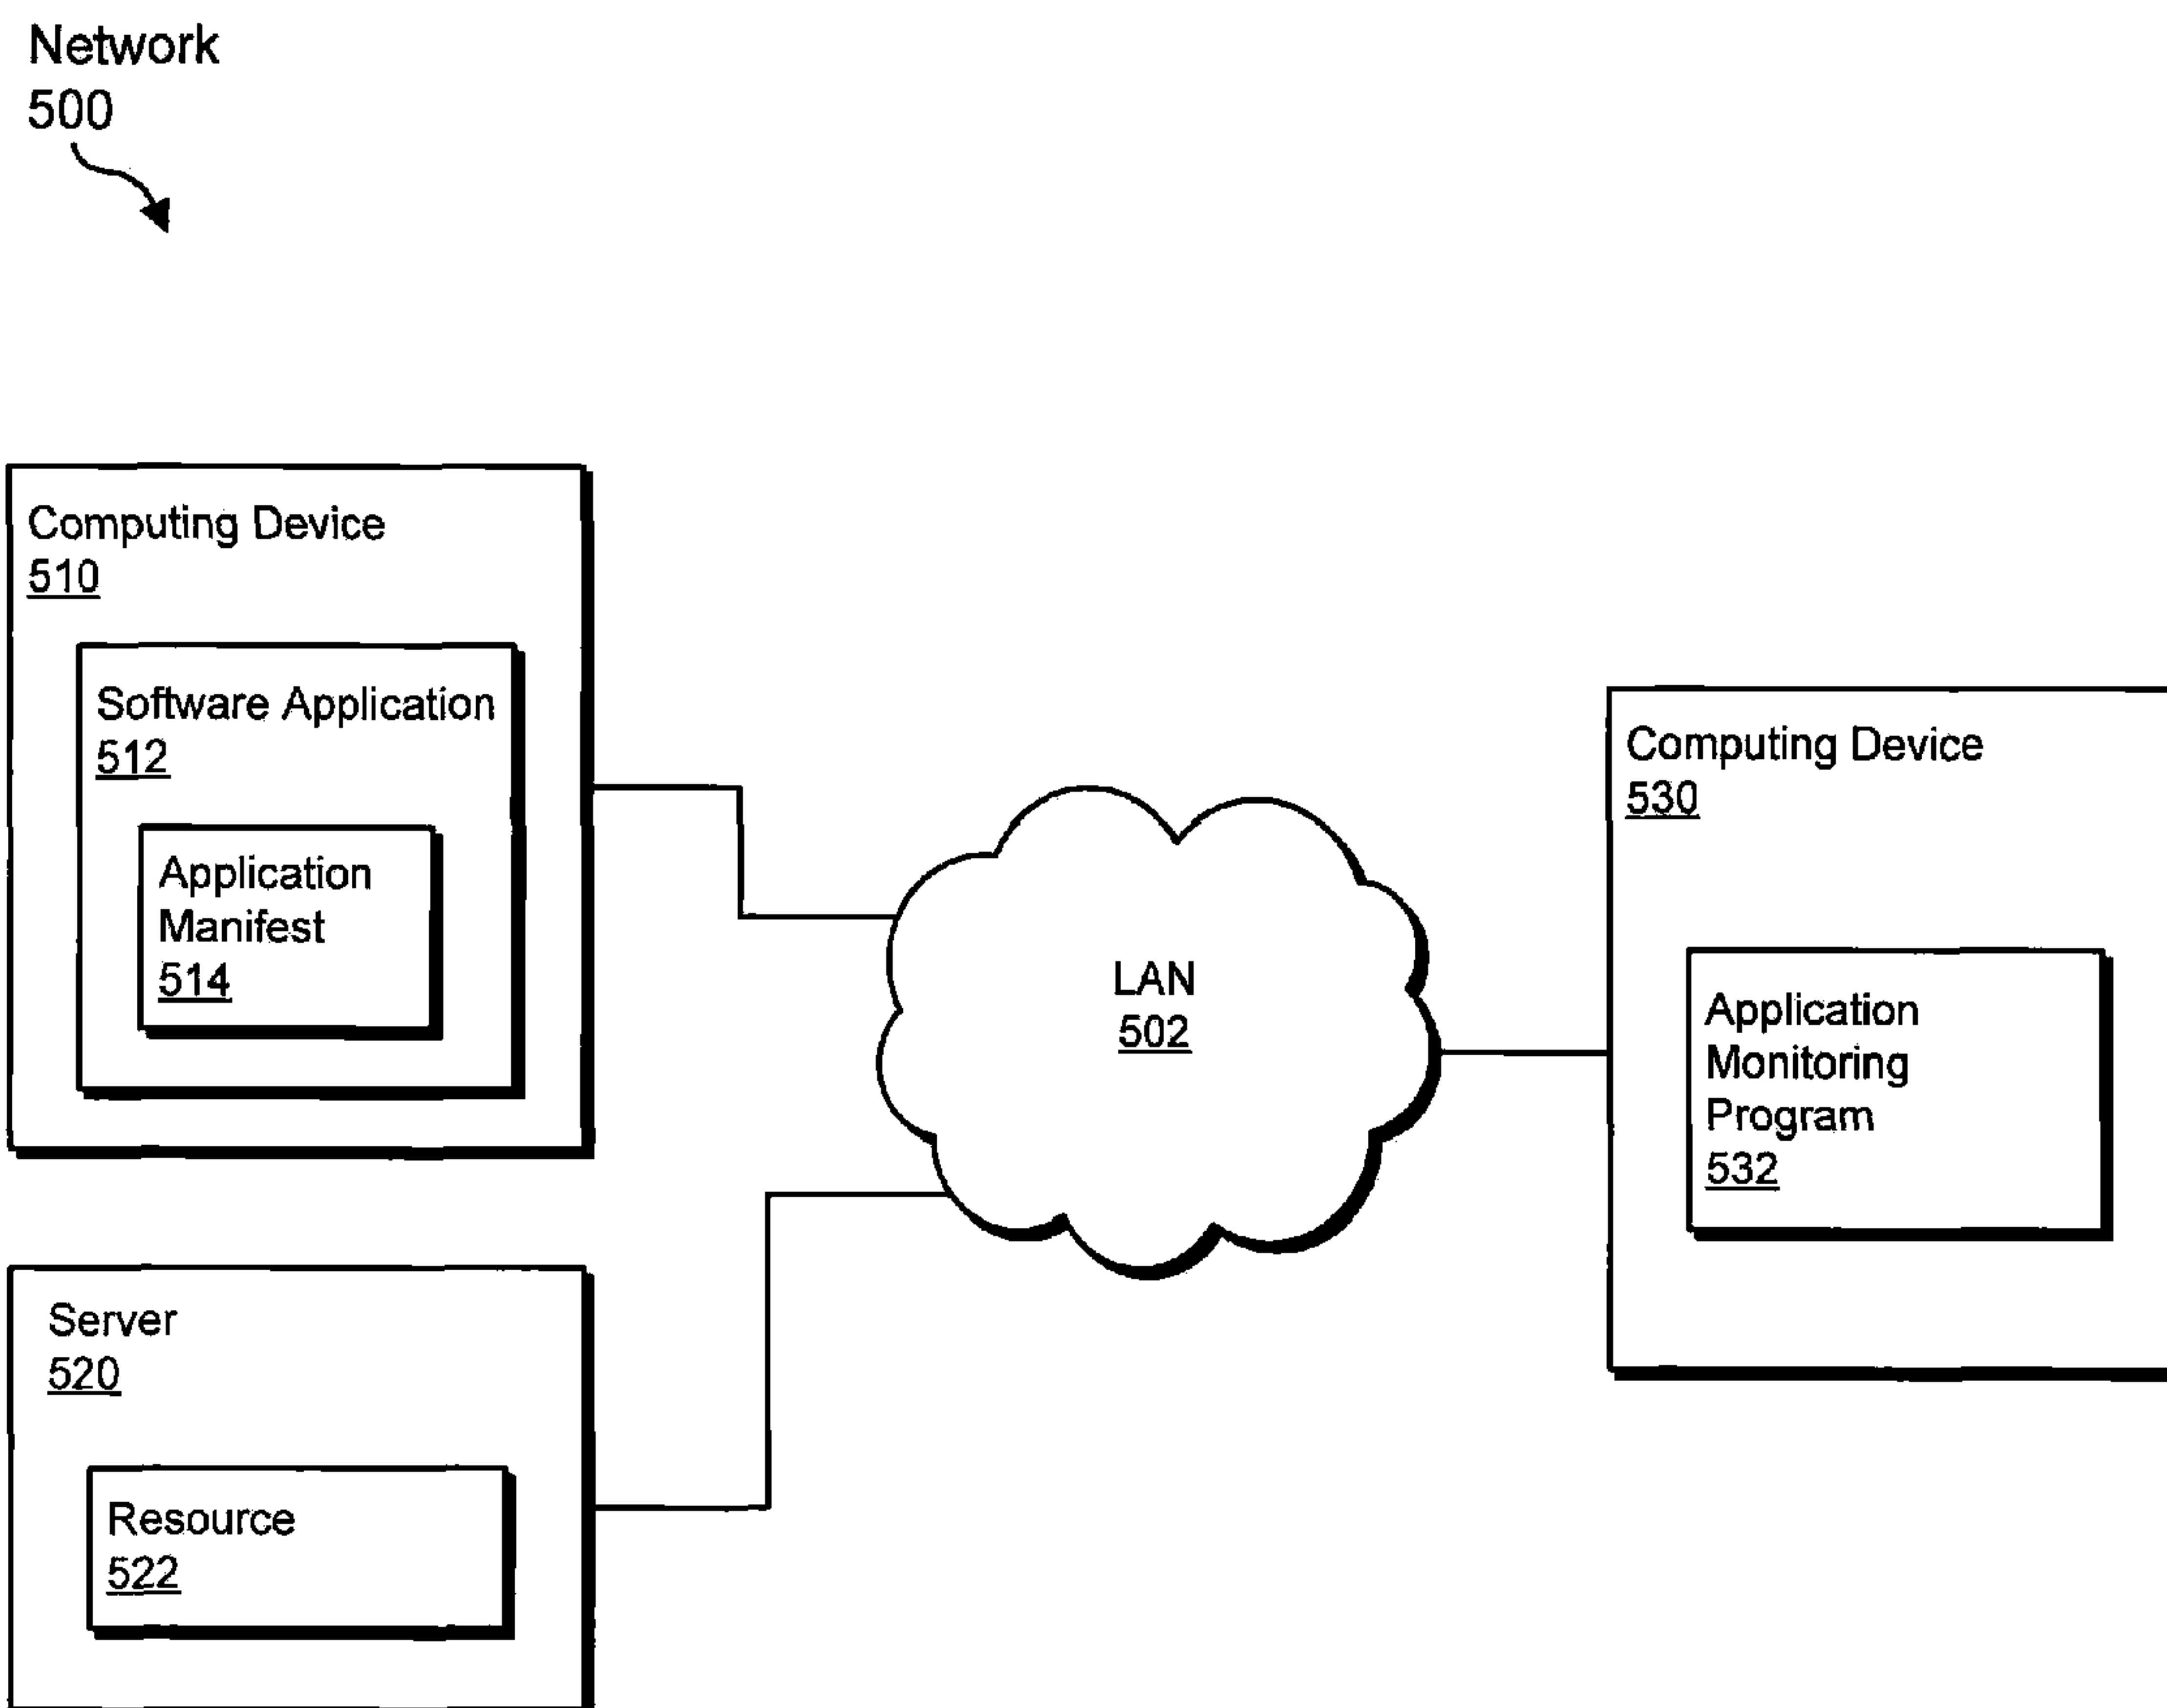 Network
500
Computing Device
510
Software Application
512
Application
Manifest
514
LAN
502
Computing Device
530
Application
Monitoring
Program
532
Server
520
Resource
522